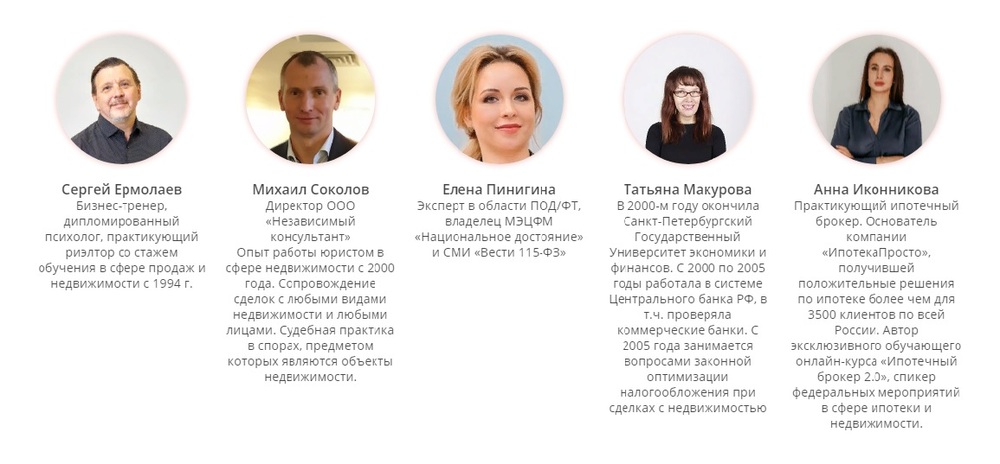 Сергей Ермолаев
Бизнес-тренер,
дипломированный
психолог, практикующий
риэлтор со стажем
обучения в сфере продаж и
недвижимости с 1994 г.
Михаил Соколов
Директор ООО
«Независимый
консультант»
Опыт работы юристом в
сфере недвижимости с 2000
года. Сопровождение
сделок с любыми видами
недвижимости и любыми
лицами. Судебная практика
в спорах, предметом
которых являются объекты
недвижимости.
Елена Пинигина
Эксперт в области ПОД/ФТ,
владелец МЭЦФМ
«Национальное достояние»
и СМИ «Вести 115-ФЗ»
Татьяна Макурова
В 2000-м году окончила
Санкт-Петербургский
Государственный
Университет экономики и
финансов. С 2000 по 2005
годы работала в системе
Центрального банка РФ, в
т.ч. проверяла
коммерческие банки. С
2005 года занимается
вопросами законной
оптимизации
налогообложения при
сделках с недвижимостью
Анна Иконникова
Практикующий ипотечный
брокер. Основатель
компании
«ИпотекаПросто»,
получившей
положительные решения
по ипотеке более чем для
3500 клиентов по всей
России. Автор
эксклюзивного обучающего
онлайн-курса «Ипотечный
брокер 2.0», спикер
федеральных мероприятий
в сфере ипотеки и
недвижимости.